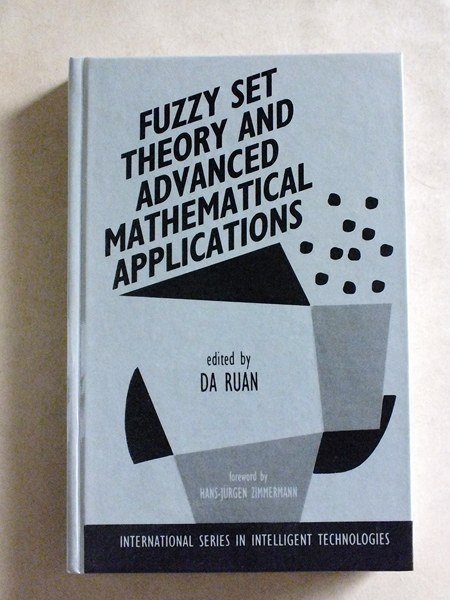 FUZZY SET
THEORY AND
ADVANCED
MATHEMATICAL
APPLICATIONS
edited by
DA RUAN
foreword by
HANS-JURGEN ZIMMERMANN
INTERNATIONAL SERIES IN INTELLIGENT TECHNOLOGIES